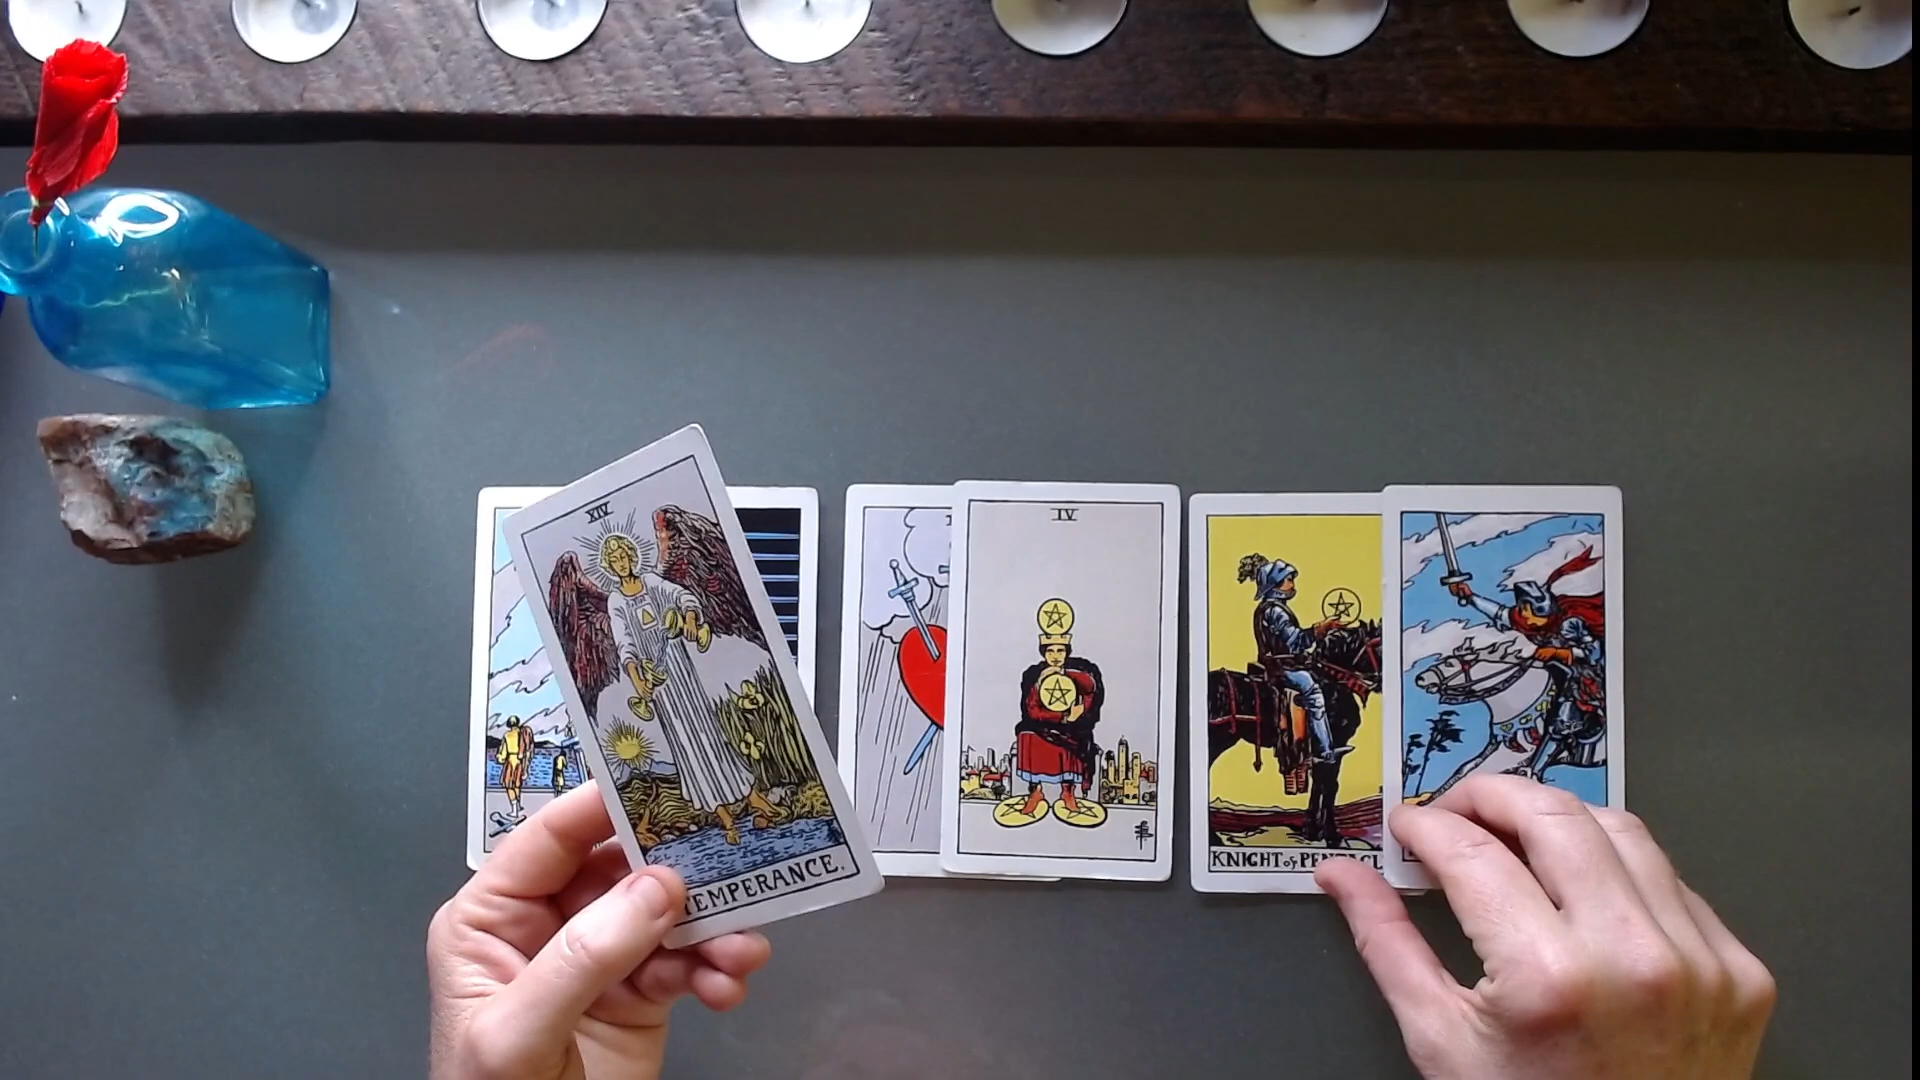 XIV
TEMPERANCE.
IV
KNIGHT of PENTACL